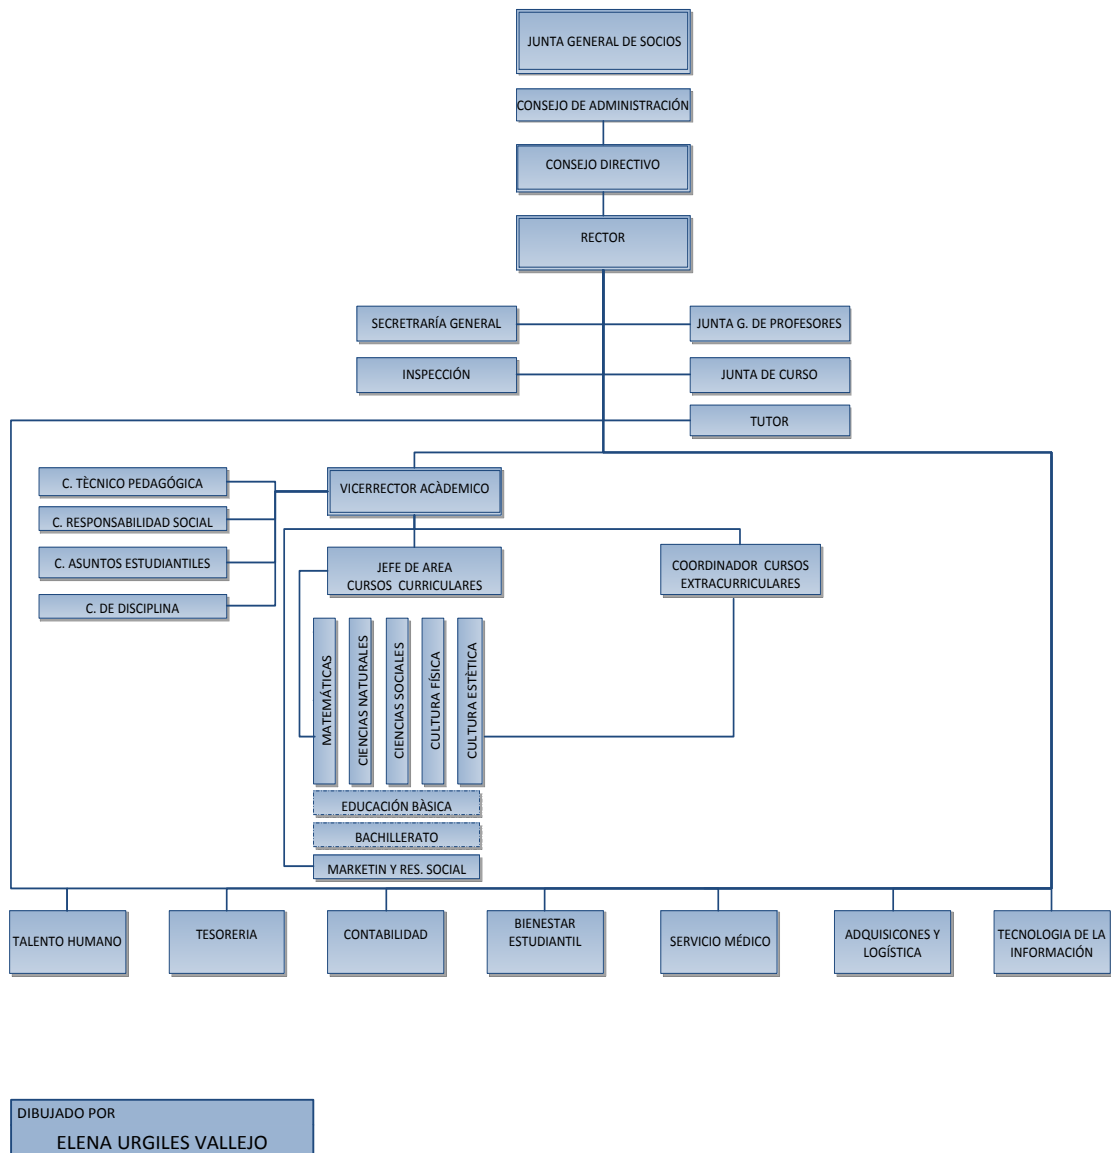 JUNTA GENERAL DE SOCIOS
CONSEJO DE ADMINISTRACIÓN
CONSEJO DIRECTIVO
RECTOR
SECRETRARÍA GENERAL
JUNTA G. DE PROFESORES
INSPECCIÓN
JUNTA DE CURSO
TUTOR
C. TÈCNICO PEDAGÓGICA
C. RESPONSABILIDAD SOCIAL
C. ASUNTOS ESTUDIANTILES
C. DE DISCIPLINA
VICERRECTOR ACÀDEMICO
JEFE DE AREA
CURSOS CURRICULARES
COORDINADOR CURSOS
EXTRACURRICULARES
MATEMÁTICAS
CIENCIAS NATURALES
CIENCIAS SOCIALES
CULTURA FÍSICA
CULTURA ESTÈTICA
EDUCACIÓN BÀSICA
BACHILLERATO
MARKETIN Y RES. SOCIAL
TALENTO HUMANO
TESORERIA
CONTABILIDAD
BIENESTAR
ESTUDIANTIL
SERVICIO MÉDICO
ADQUISICONES Y
LOGÍSTICA
TECNOLOGIA DE LA
INFORMACIÓN
DIBUJADO POR
ELENA URGILES VALLEJO